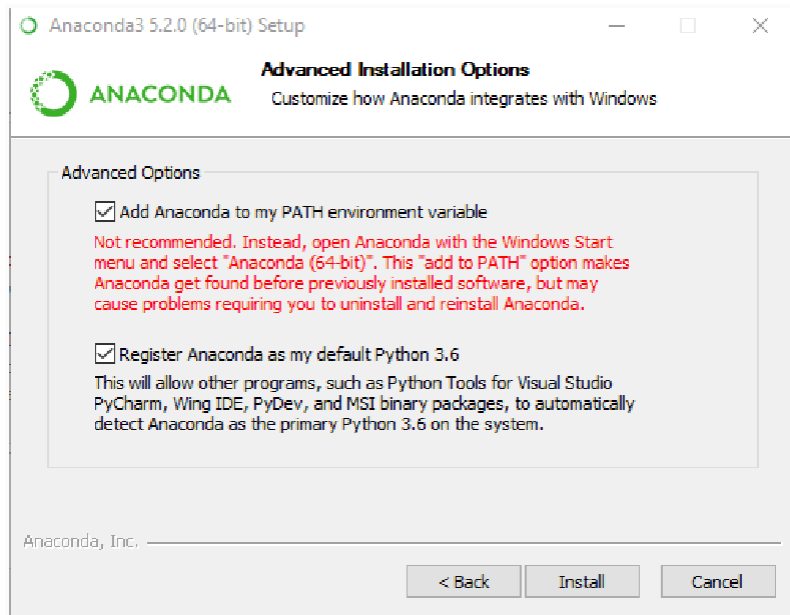 Anaconda3 5.2.0 (64-bit) Setup
Advanced Installation Options
ANACONDA
Customize how Anaconda integrates with Windows
Advanced Options
Add Anaconda to my PATH environment variable
Not recommended. Instead, open Anaconda with the Windows Start
menu and select "Anaconda (64-bit)". This "add to PATH" option makes
Anaconda get found before previously installed software, but may
cause problems requiring you to uninstall and reinstall Anaconda.
Register Anaconda as my default Python 3.6
This will allow other programs, such as Python Tools for Visual Studio
PyCharm, Wing IDE, PyDev, and MSI binary packages, to automatically
detect Anaconda as the primary Python 3.6 on the system.
Anaconda, Inc.
< Back
Install
Cancel